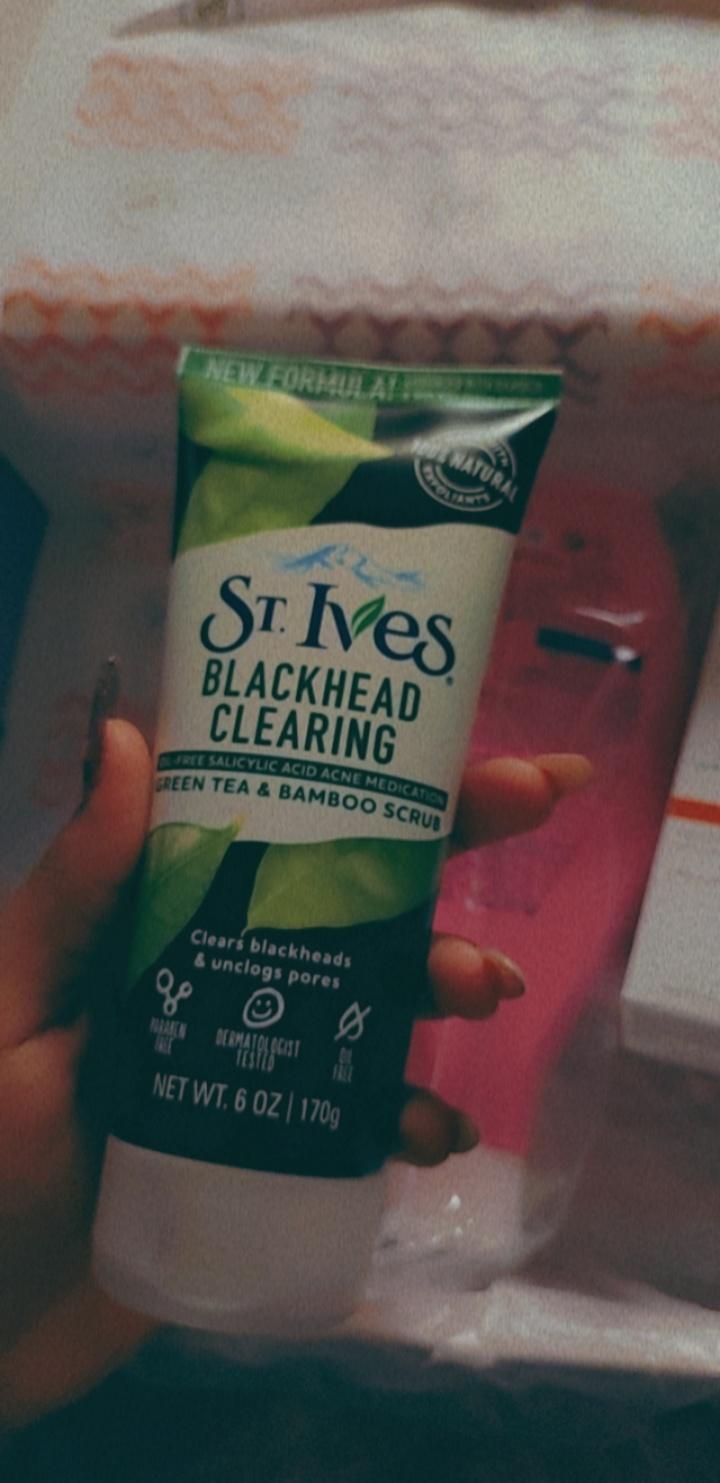 NEW FORMULA!
100% NATURAL
EXFOLIANTS
ST. IVES
BLACKHEAD
CLEARING
OIL-FREE SALICYLIC ACID ACNE MEDICATION
GREEN TEA & BAMBOO SCRUB
Clears blackheads
& unclogs pores
PARABEN
FREE
DERMATOLOGIST
TESTED
OIL
FREE
NET WT. 6 OZ | 170g